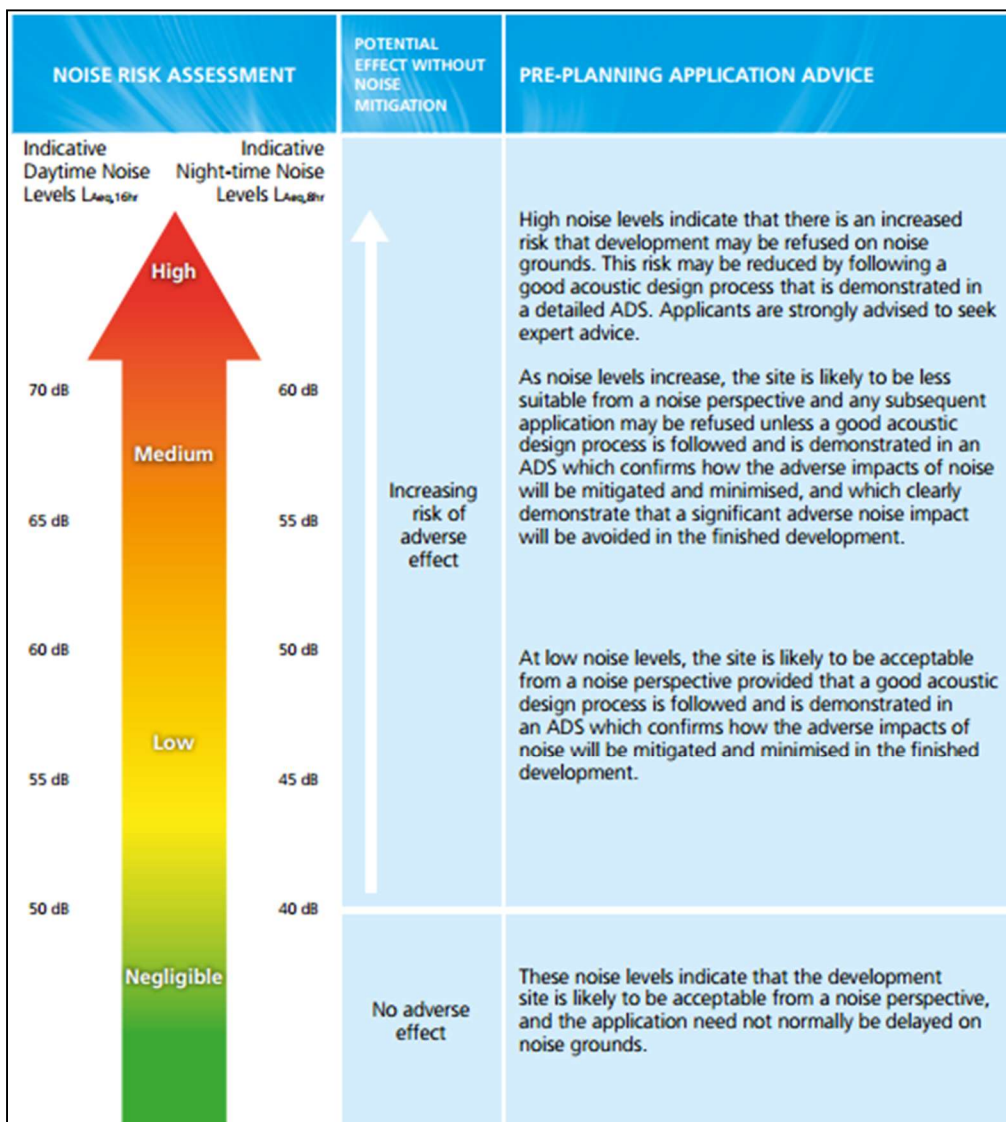 NOISE RISK ASSESSMENT
POTENTIAL
EFFECT WITHOUT
NOISE
MITIGATION
PRE-PLANNING APPLICATION ADVICE
Indicative
Daytime Noise
Levels LAeq,16hr
Indicative
Night-time Noise
Levels LAeq,8hr
High
70 dB
60 dB
Medium
65 dB
55 dB
60 dB
50 dB
Low
55 dB
45 dB
50 dB
40 dB
Negligible
Increasing
risk of
adverse
effect
No adverse
effect
High noise levels indicate that there is an increased
risk that development may be refused on noise
grounds. This risk may be reduced by following a
good acoustic design process that is demonstrated in
a detailed ADS. Applicants are strongly advised to seek
expert advice.
As noise levels increase, the site is likely to be less
suitable from a noise perspective and any subsequent
application may be refused unless a good acoustic
design process is followed and is demonstrated in an
ADS which confirms how the adverse impacts of noise
will be mitigated and minimised, and which clearly
demonstrate that a significant adverse noise impact
will be avoided in the finished development.
At low noise levels, the site is likely to be acceptable
from a noise perspective provided that a good acoustic
design process is followed and is demonstrated in
an ADS which confirms how the adverse impacts of
noise will be mitigated and minimised in the finished
development.
These noise levels indicate that the development
site is likely to be acceptable from a noise perspective,
and the application need not normally be delayed on
noise grounds.